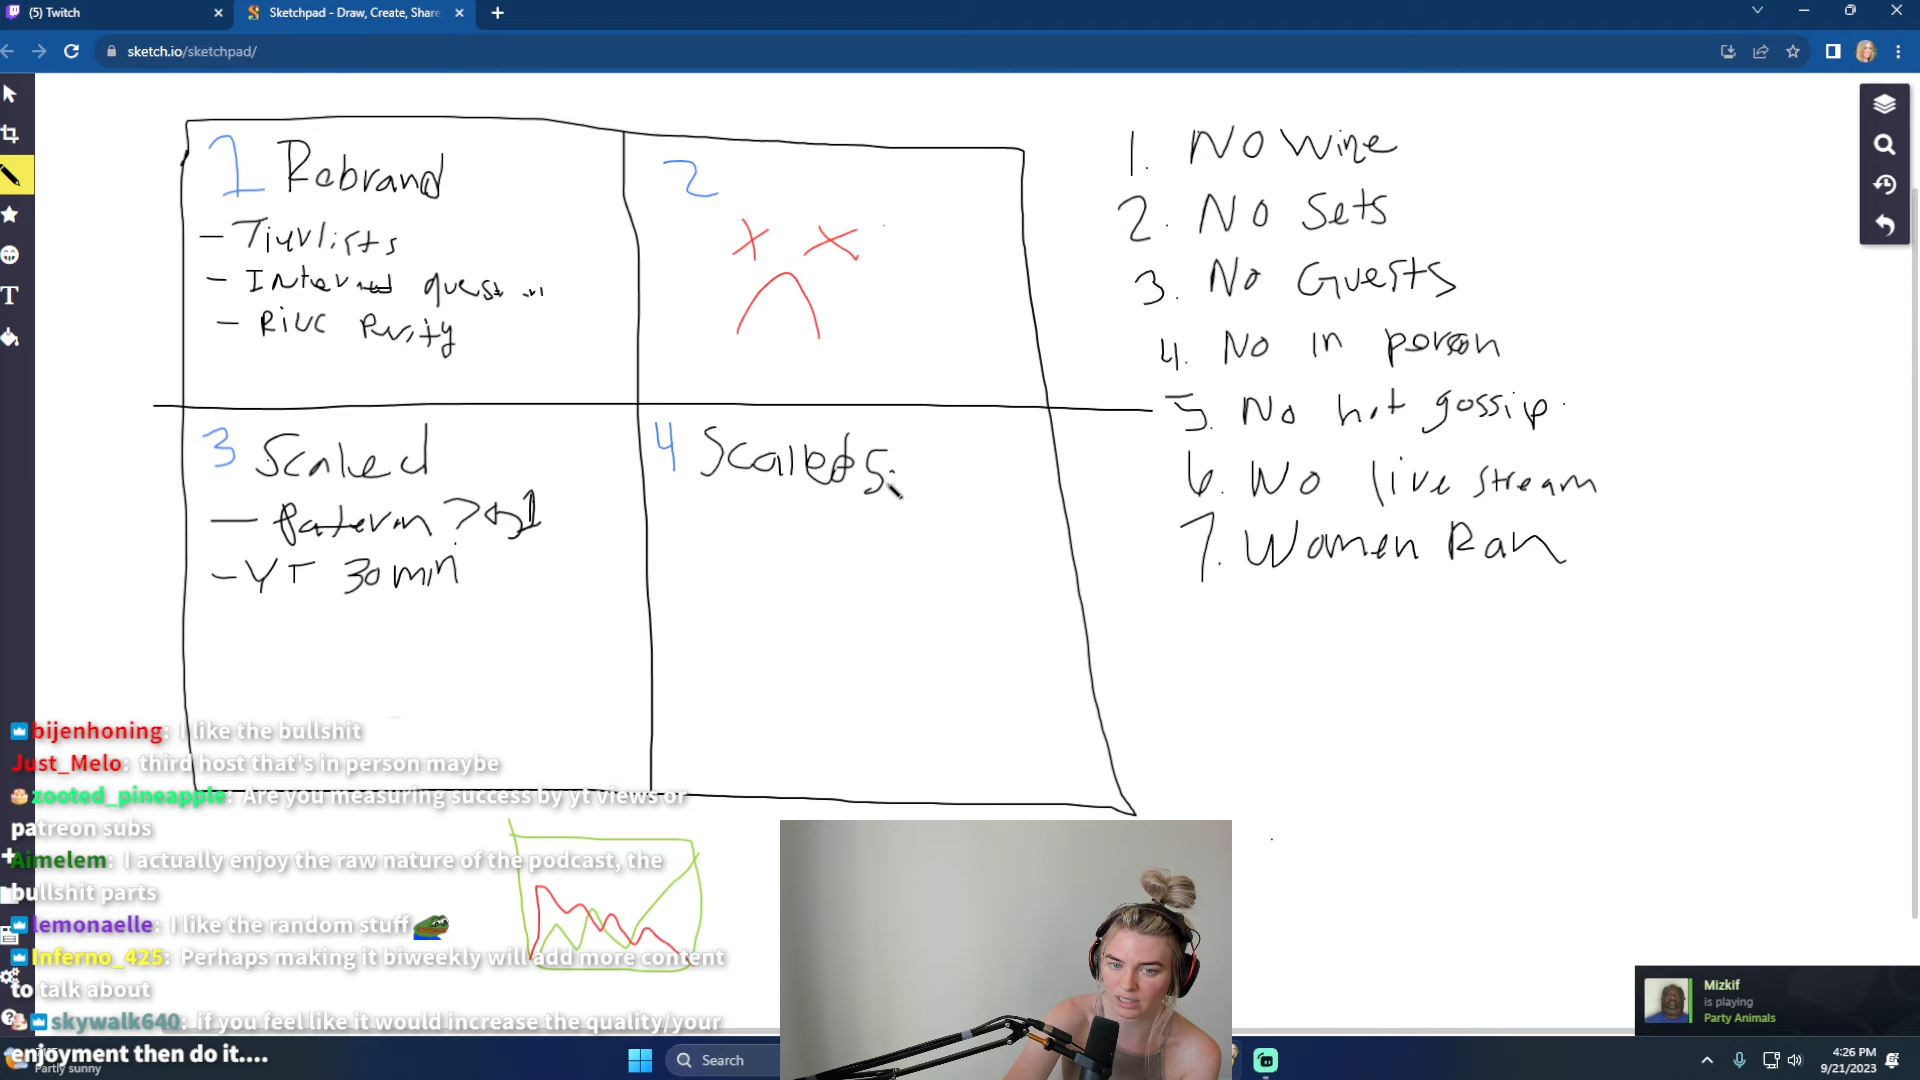 (5) Twitch
Sketchpad - Draw, Create, Share
sketch.io/sketchpad/
1 Rebrand
- Interned quest
- Purity
2
3 Scaled
- YT 30 min
4 Scaled
1. No Wine
2. No Sets
3. No Guests
4. No in person
5. No hot gossip
6. No live stream
7. Women Ran
bijenhoning: I like the bullshit
Just_Melo: third host that's in person maybe
zooted_pineapple: Are you measuring success by yt views or
patreon subs
Aimelem: I actually enjoy the raw nature of the podcast, the
bullshit parts
lemonaelle: I like the random stuff
Inferno_425: Perhaps making it biweekly will add more content
to talk about
skywalk640: if you feel like it would increase the quality/your
enjoyment then do it....
Mizkif
is playing
Party Animals
Partly sunny
Search
4:26 PM
9/21/2023